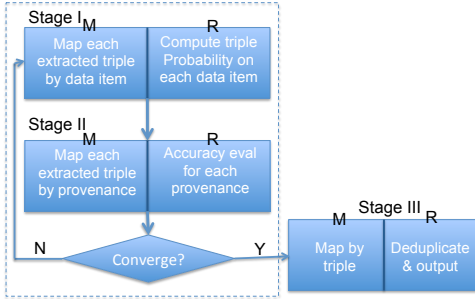 Stage I
M
R
Map each
extracted triple
by data item
Compute triple
Probability on
each data item
Stage II
M
R
Map each
extracted triple
by provenance
Accuracy eval
for each
provenance
N
Converge?
Y
Stage III
M
R
Map by
triple
Deduplicate
& output